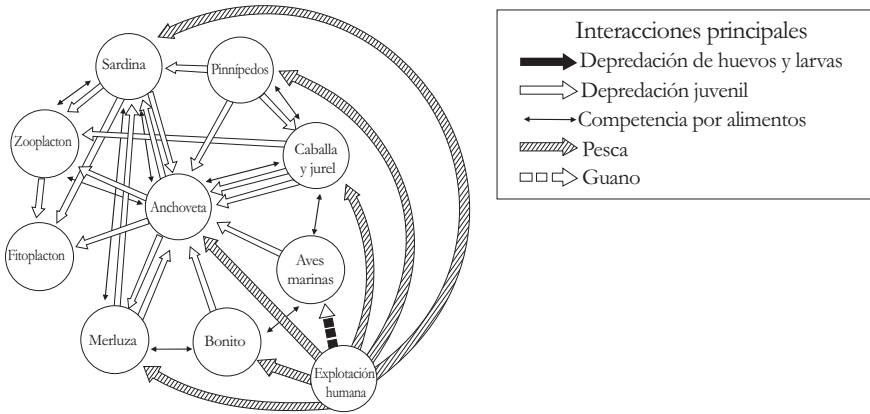 Sardina
Pinnípedos
Zooplacton
Caballa
y jurel
Anchoveta
Fitoplacton
Aves
marinas
Merluza
Bonito
Explotación
humana
Interacciones principales
Depredación de huevos y larvas
Depredación juvenil
Competencia por alimentos
Pesca
Guano